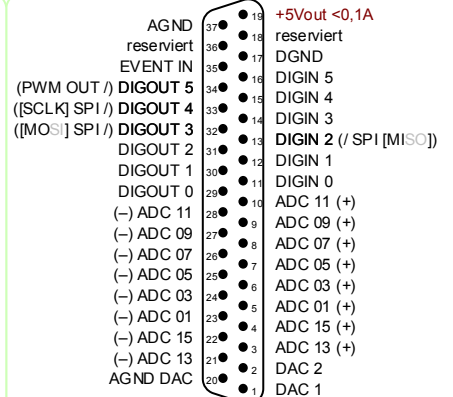 AGND 37 19 +5Vout <0,1A
reserviert 36 18 reserviert
EVENT IN 35 17 DGND
(PWM OUT /) DIGOUT 5 34 16 DIGIN 5
([SCLK] SPI /) DIGOUT 4 33 15 DIGIN 4
([MOSI] SPI /) DIGOUT 3 32 14 DIGIN 3
DIGOUT 2 31 13 DIGIN 2 (/ SPI [MISO])
DIGOUT 1 30 12 DIGIN 1
DIGOUT 0 29 11 DIGIN 0
(–) ADC 11 28 10 ADC 11 (+)
(–) ADC 09 27 9 ADC 09 (+)
(–) ADC 07 26 8 ADC 07 (+)
(–) ADC 05 25 7 ADC 05 (+)
(–) ADC 03 24 6 ADC 03 (+)
(–) ADC 01 23 5 ADC 01 (+)
(–) ADC 15 22 4 ADC 15 (+)
(–) ADC 13 21 3 ADC 13 (+)
AGND DAC 20 2 DAC 2
1 DAC 1